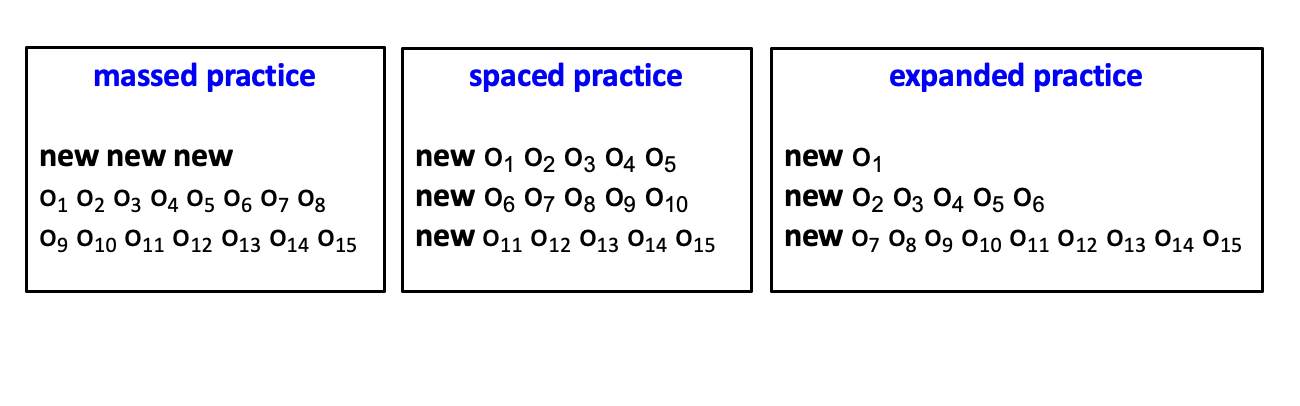 massed practice
new new new
o₁ o₂ o₃ o₄ o₅ o₆ o₇ o₈
o₉ o₁₀ o₁₁ o₁₂ o₁₃ o₁₄ o₁₅
spaced practice
new o₁ o₂ o₃ o₄ o₅
new o₆ o₇ o₈ o₉ o₁₀
new o₁₁ o₁₂ o₁₃ o₁₄ o₁₅
expanded practice
new o₁
new o₂ o₃ o₄ o₅ o₆
new o₇ o₈ o₉ o₁₀ o₁₁ o₁₂ o₁₃ o₁₄ o₁₅